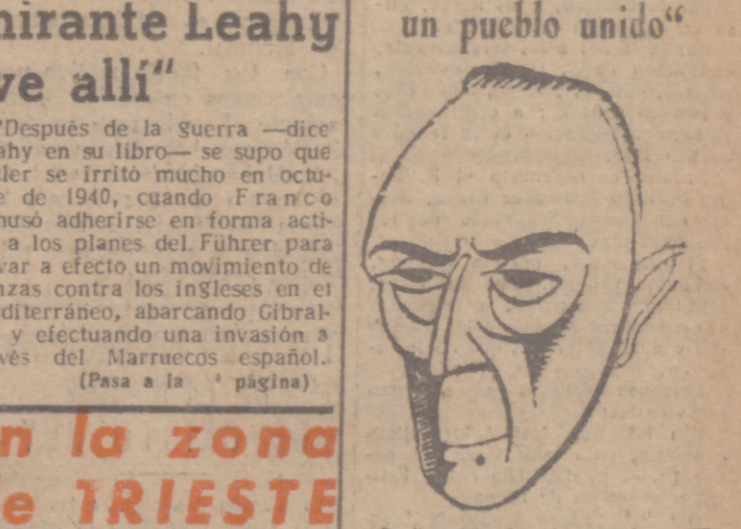 mirante Leahy
ve allí"
"Después de la guerra —dice
ahy en su libro— se supo que
tler se irritó mucho en octu-
e de 1940, cuando Franco
husó adherirse en forma acti-
a los planes del Führer para
var a efecto un movimiento de
nzas contra los ingleses en el
diterráneo, abarcando Gibral-
y efectuando una invasión a
vés del Marruecos español.
(Pasa a la página)
n la zona
de TRIESTE
un pueblo unido"